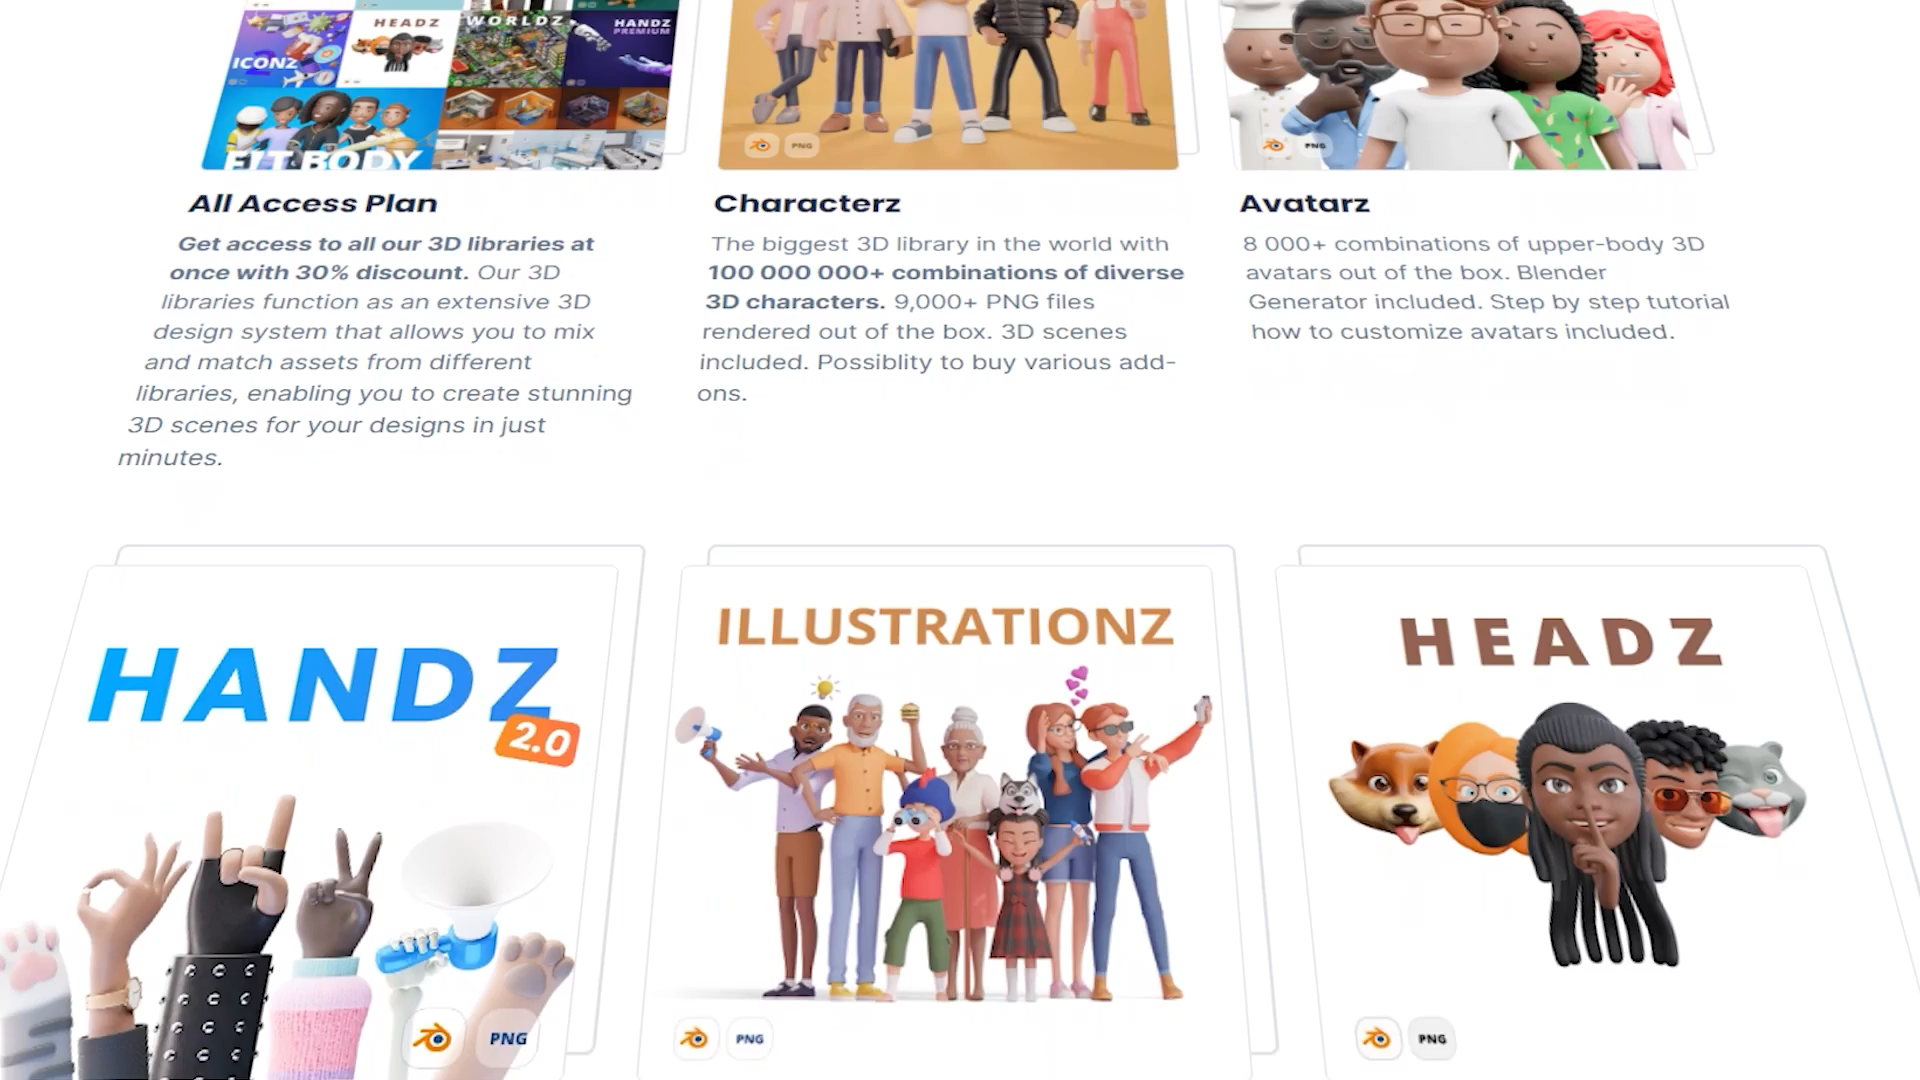 HEADZ
WORLDZ
HANDZ
PREMIUM
ICONZ
2
FIT BODY
PNG
PNG
All Access Plan
Get access to all our 3D libraries at
once with 30% discount. Our 3D
libraries function as an extensive 3D
design system that allows you to mix
and match assets from different
libraries, enabling you to create stunning
3D scenes for your designs in just
minutes.
Characterz
The biggest 3D library in the world with
100 000 000+ combinations of diverse
3D characters. 9,000+ PNG files
rendered out of the box. 3D scenes
included. Possiblity to buy various add-
ons.
Avatarz
8 000+ combinations of upper-body 3D
avatars out of the box. Blender
Generator included. Step by step tutorial
how to customize avatars included.
HANDZ
2.0
PNG
ILLUSTRATIONZ
PNG
HEADZ
PNG